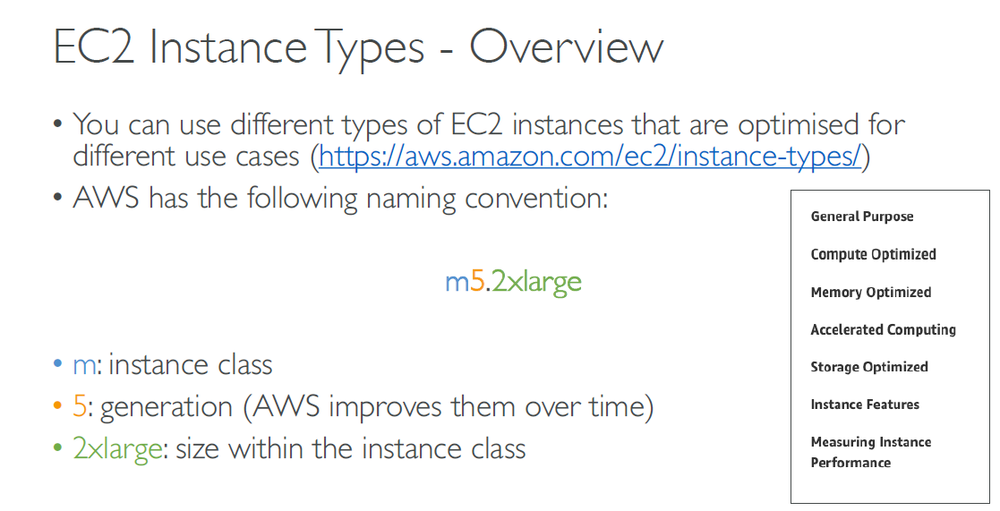 EC2 Instance Types - Overview
• You can use different types of EC2 instances that are optimised for
different use cases (https://aws.amazon.com/ec2/instance-types/)
• AWS has the following naming convention:
m5.2xlarge
• m: instance class
• 5: generation (AWS improves them over time)
• 2xlarge: size within the instance class
General Purpose
Compute Optimized
Memory Optimized
Accelerated Computing
Storage Optimized
Instance Features
Measuring Instance
Performance